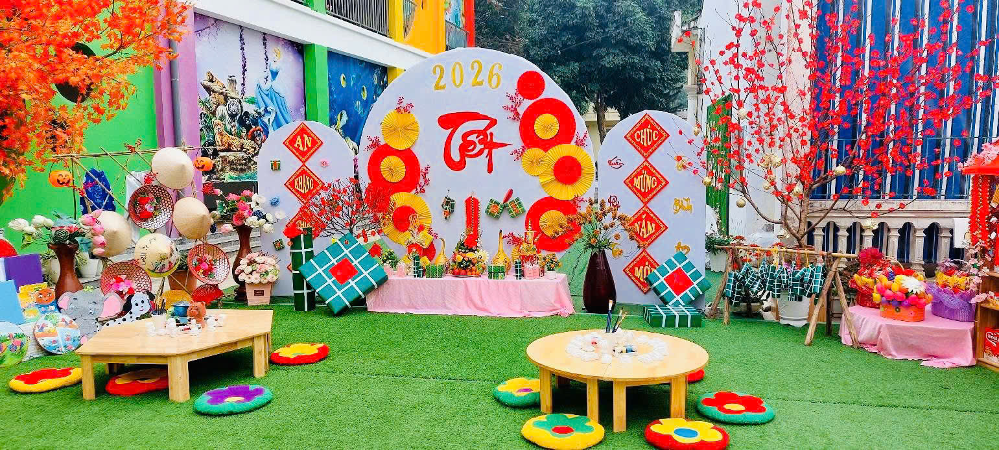 2026
Tết
AN
KHANG
CHÚC
MỪNG
NĂM
MỚI